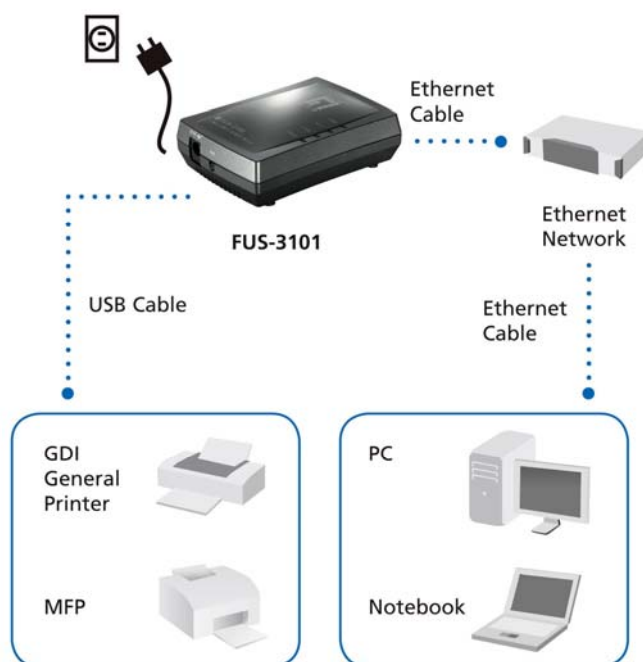 Ethernet
Cable
FUS-3101
Ethernet
Network
USB Cable
Ethernet
Cable
GDI
General
Printer
MFP
PC
Notebook